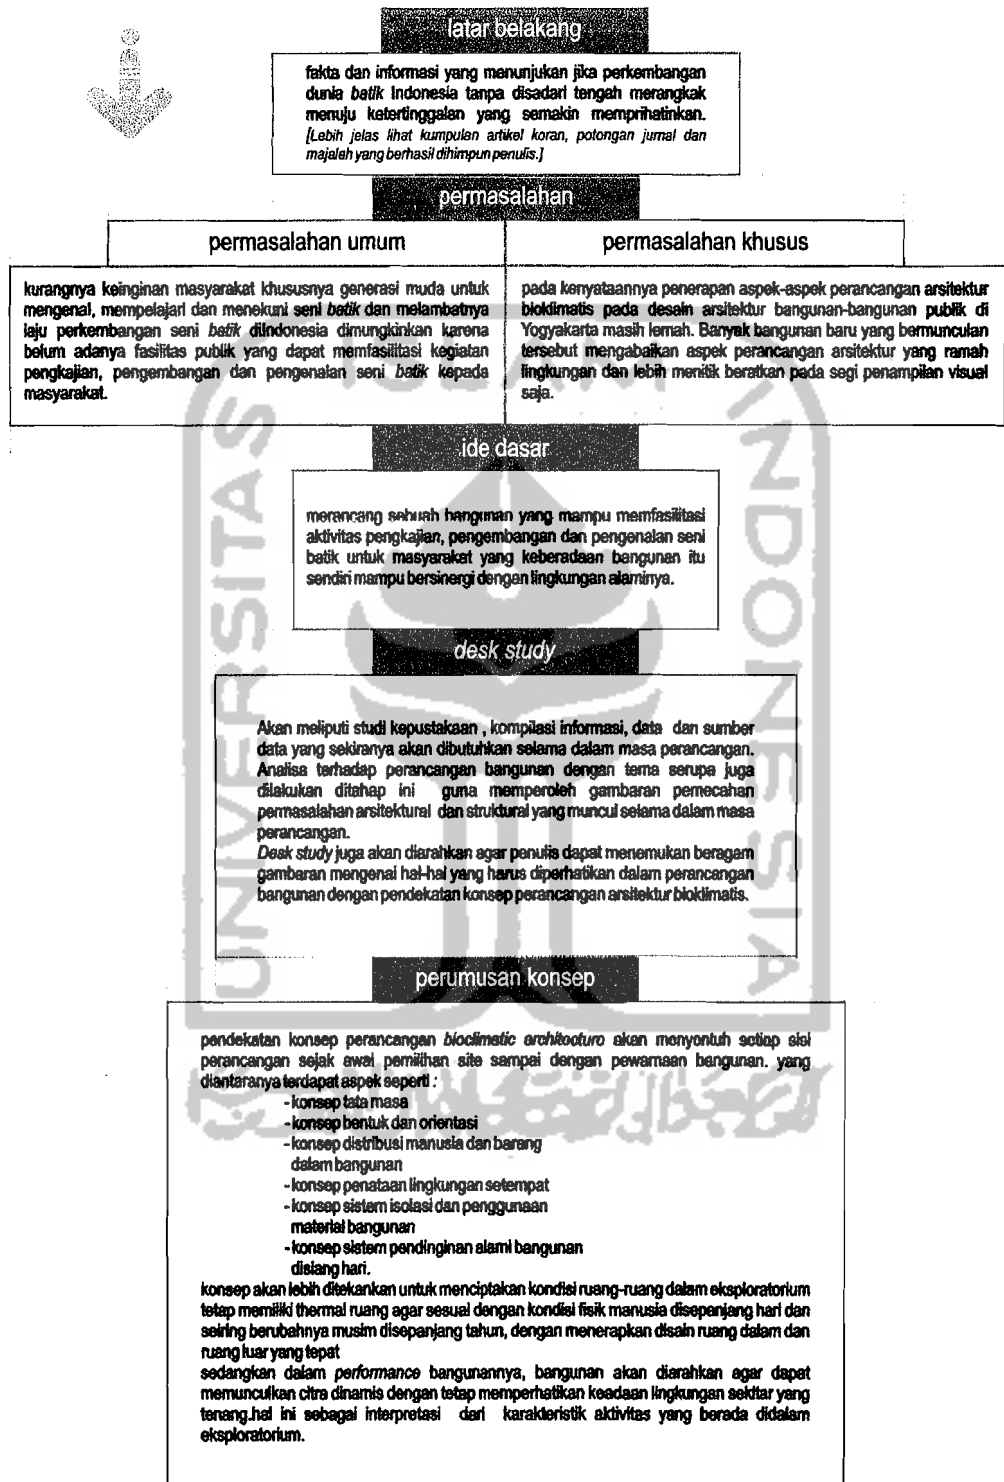 latar belakang
fakta dan informasi yang menunjukan jika perkembangan
dunia batik Indonesia tanpa disadari tengah merangkak
menuju ketertinggalan yang semakin memprihatinkan.
[Lebih jelas lihat kumpulan artikel koran, potongan jurnal dan
majalah yang berhasil dihimpun penulis.]
permasalahan
permasalahan umum
kurangnya keinginan masyarakat khususnya generasi muda untuk
mengenal, mempelajari dan menekuni seni batik dan melambatnya
laju perkembangan seni batik diIndonesia dimungkinkan karena
belum adanya fasilitas publik yang dapat memfasilitasi kegiatan
pengkajian, pengembangan dan pengenalan seni batik kepada
masyarakat.
permasalahan khusus
pada kenyataannya penerapan aspek-aspek perancangan arsitektur
bioklimatis pada desain arsitektur bangunan-bangunan publik di
Yogyakarta masih lemah. Banyak bangunan baru yang bermunculan
tersebut mengabaikan aspek perancangan arsitektur yang ramah
lingkungan dan lebih menitik beratkan pada segi penampilan visual
saja.
ide dasar
merancang sebuah bangunan yang mampu memfasilitasi
aktivitas pengkajian, pengembangan dan pengenalan seni
batik untuk masyarakat yang keberadaan bangunan itu
sendiri mampu bersinergi dengan lingkungan alaminya.
desk study
Akan meliputi studi kepustakaan , kompilasi informasi, data dan sumber
data yang sekiranya akan dibutuhkan selama dalam masa perancangan.
Analisa terhadap perancangan bangunan dengan tema serupa juga
dilakukan ditahap ini guna memperoleh gambaran pemecahan
permasalahan arsitektural dan struktural yang muncul selama dalam masa
perancangan.
Desk study juga akan diarahkan agar penulis dapat menemukan beragam
gambaran mengenai hal-hal yang harus diperhatikan dalam perancangan
bangunan dengan pendekatan konsep perancangan arsitektur bioklimatis.
perumusan konsep
pendekatan konsep perancangan bioclimatic architecture akan menyentuh setiap sisi
perancangan sejak awal pemilihan site sampai dengan pewarnaan bangunan. yang
diantaranya terdapat aspek seperti :
- konsep tata masa
- konsep bentuk dan orientasi
- konsep distribusi manusia dan barang
dalam bangunan
- konsep penataan lingkungan setempat
- konsep sistem isolasi dan penggunaan
material bangunan
- konsep sistem pendinginan alami bangunan
disiang hari.
konsep akan lebih ditekankan untuk menciptakan kondisi ruang-ruang dalam eksploratorium
tetap memiliki thermal ruang agar sesuai dengan kondisi fisik manusia disepanjang hari dan
seiring berubahnya musim disepanjang tahun, dengan menerapkan disain ruang dalam dan
ruang luar yang tepat
sedangkan dalam performance bangunannya, bangunan akan diarahkan agar dapat
memunculkan citra dinamis dengan tetap memperhatikan keadaan lingkungan sekitar yang
tenang.hal ini sebagai interpretasi dari karakteristik aktivitas yang berada didalam
eksploratorium.
UNIVERSITAS
ISLAM
INDONESIA